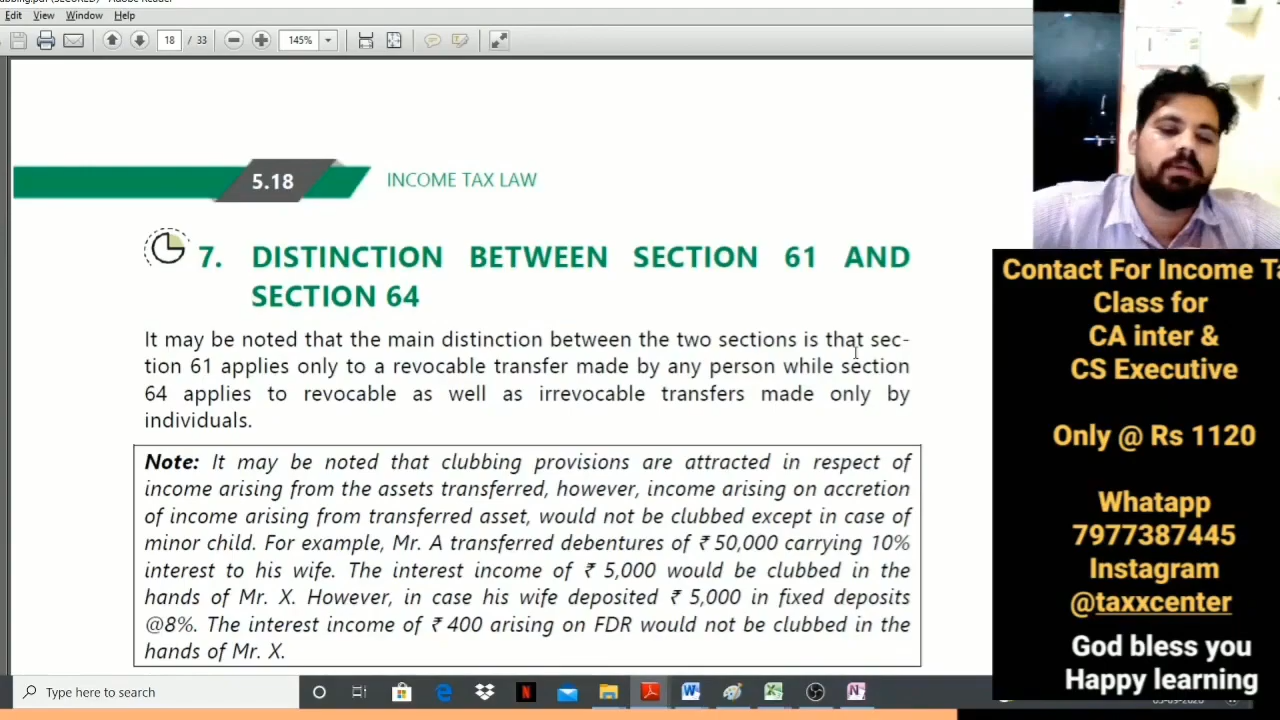 Edit View Window Help
18 / 33
145%
5.18
INCOME TAX LAW
7. DISTINCTION BETWEEN SECTION 61 AND
SECTION 64
It may be noted that the main distinction between the two sections is that sec-
tion 61 applies only to a revocable transfer made by any person while section
64 applies to revocable as well as irrevocable transfers made only by
individuals.
Note: It may be noted that clubbing provisions are attracted in respect of
income arising from the assets transferred, however, income arising on accretion
of income arising from transferred asset, would not be clubbed except in case of
minor child. For example, Mr. A transferred debentures of ₹ 50,000 carrying 10%
interest to his wife. The interest income of ₹ 5,000 would be clubbed in the
hands of Mr. X. However, in case his wife deposited ₹ 5,000 in fixed deposits
@8%. The interest income of ₹ 400 arising on FDR would not be clubbed in the
hands of Mr. X.
Contact For Income Ta
Class for
CA inter &
CS Executive
Only @ Rs 1120
Whatapp
7977387445
Instagram
@taxxcenter
God bless you
Happy learning
Type here to search